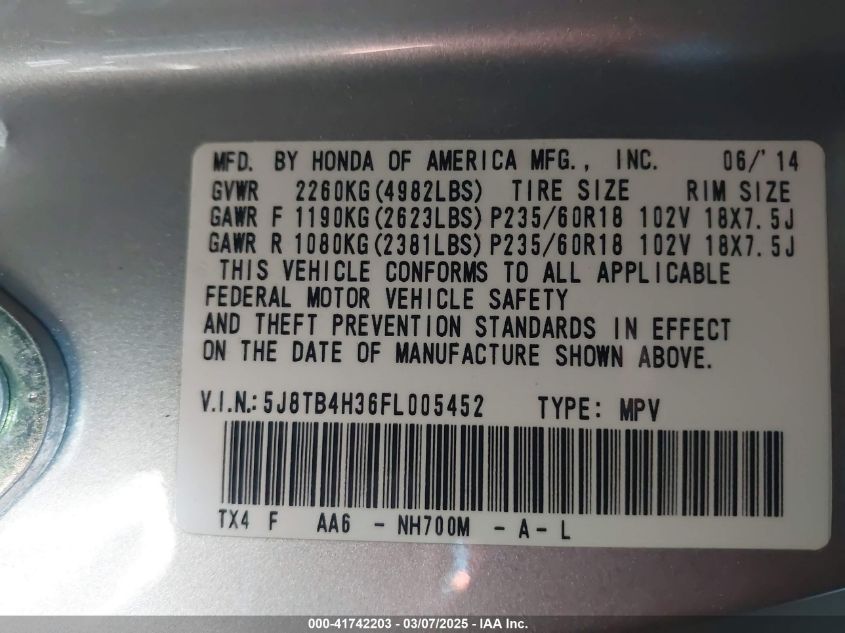 MFD. BY HONDA OF AMERICA MFG., INC. 06/'14
GVWR 2260KG(4982LBS) TIRE SIZE RIM SIZE
GAWR F 1190KG(2623LBS) P235/60R18 102V 18X7.5J
GAWR R 1080KG(2381LBS) P235/60R18 102V 18X7.5J
THIS VEHICLE CONFORMS TO ALL APPLICABLE
FEDERAL MOTOR VEHICLE SAFETY
AND THEFT PREVENTION STANDARDS IN EFFECT
ON THE DATE OF MANUFACTURE SHOWN ABOVE.
V.I.N.: 5J8TB4H36FL005452 TYPE: MPV
TX4 F AA6 - NH700M - A - L
000-41742203 - 03/07/2025 - IAA Inc.